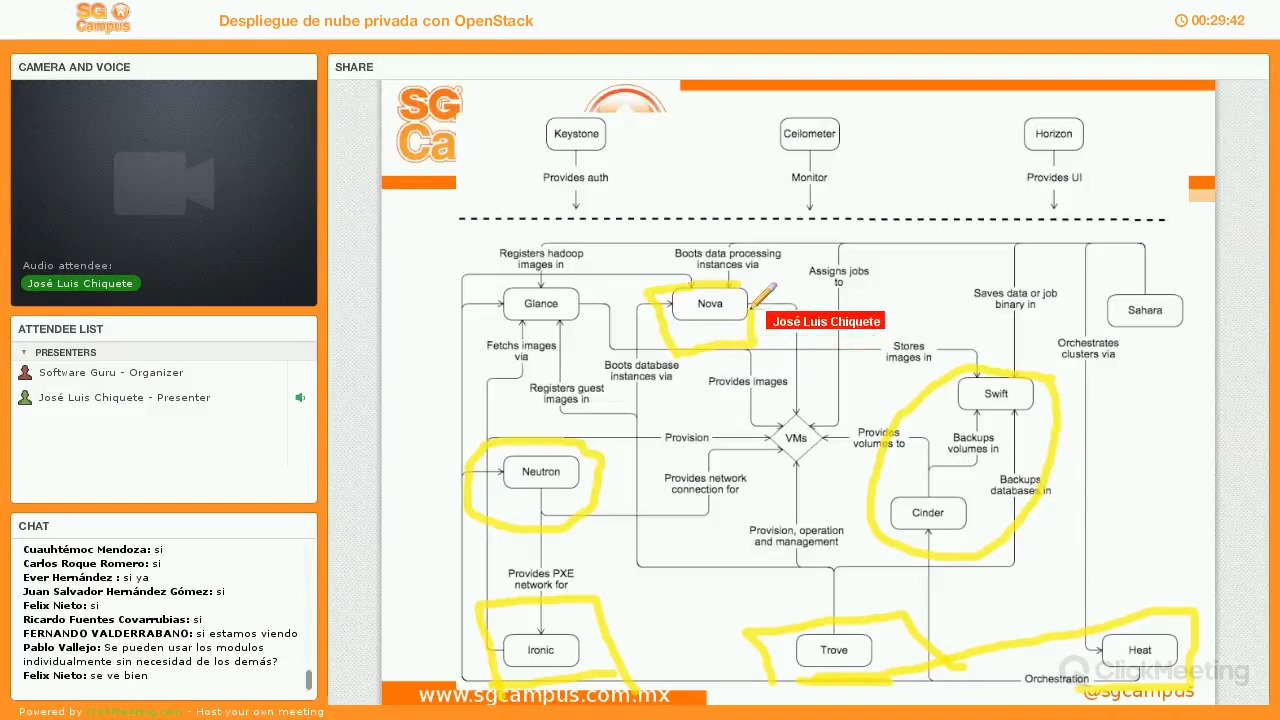 SG
Campus
Despliegue de nube privada con OpenStack
00:29:42
CAMERA AND VOICE
Audio attendee:
José Luis Chiquete
ATTENDEE LIST
PRESENTERS
Software Guru - Organizer
José Luis Chiquete - Presenter
CHAT
Cuauhtémoc Mendoza: si
Carlos Roque Romero: si
Ever Hernández : si ya
Juan Salvador Hernández Gómez: si
Felix Nieto: si
Ricardo Fuentes Covarrubias: si
FERNANDO VALDERRABANO: si estamos viendo
Pablo Vallejo: Se pueden usar los modulos
individualmente sin necesidad de los demás?
Felix Nieto: se ve bien
SHARE
SG
Ca
Keystone
Ceilometer
Horizon
Provides auth
Monitor
Provides UI
Registers hadoop
images in
Boots data processing
instances via
Assigns jobs
to
Saves data or job
binary in
Glance
Nova
José Luis Chiquete
Sahara
Fetchs images
via
Boots database
instances via
Registers guest
images in
Provides images
Stores
images in
Orchestrates
clusters via
Swift
Provision
VMs
Provides
volumes to
Backups
volumes in
Neutron
Provides network
connection for
Backups
databases in
Cinder
Provision, operation
and management
Provides PXE
network for
Ironic
Trove
Heat
Orchestration
ClickMeeting
www.sgcampus.com.mx
@sgcampus
Powered by ClickMeeting.com - Host your own meeting